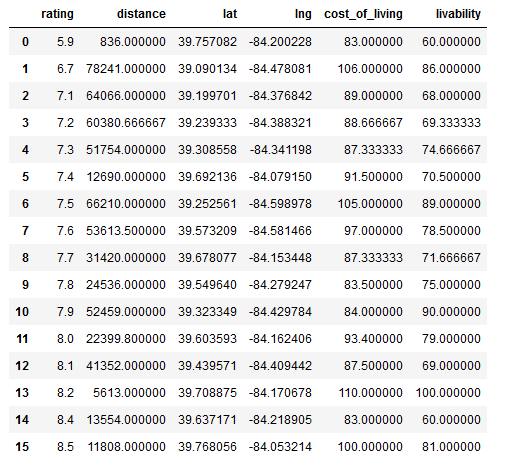 rating distance lat lng cost_of_living livability
0 5.9 836.000000 39.757082 -84.200228 83.000000 60.000000
1 6.7 78241.000000 39.090134 -84.478081 106.000000 86.000000
2 7.1 64066.000000 39.199701 -84.376842 89.000000 68.000000
3 7.2 60380.666667 39.239333 -84.388321 88.666667 69.333333
4 7.3 51754.000000 39.308558 -84.341198 87.333333 74.666667
5 7.4 12690.000000 39.692136 -84.079150 91.500000 70.500000
6 7.5 66210.000000 39.252561 -84.598978 105.000000 89.000000
7 7.6 53613.500000 39.573209 -84.581466 97.000000 78.500000
8 7.7 31420.000000 39.678077 -84.153448 87.333333 71.666667
9 7.8 24536.000000 39.549640 -84.279247 83.500000 75.000000
10 7.9 52459.000000 39.323349 -84.429784 84.000000 90.000000
11 8.0 22399.800000 39.603593 -84.162406 93.400000 79.000000
12 8.1 41352.000000 39.439571 -84.409442 87.500000 69.000000
13 8.2 5613.000000 39.708875 -84.170678 110.000000 100.000000
14 8.4 13554.000000 39.637171 -84.218905 83.000000 60.000000
15 8.5 11808.000000 39.768056 -84.053214 100.000000 81.000000